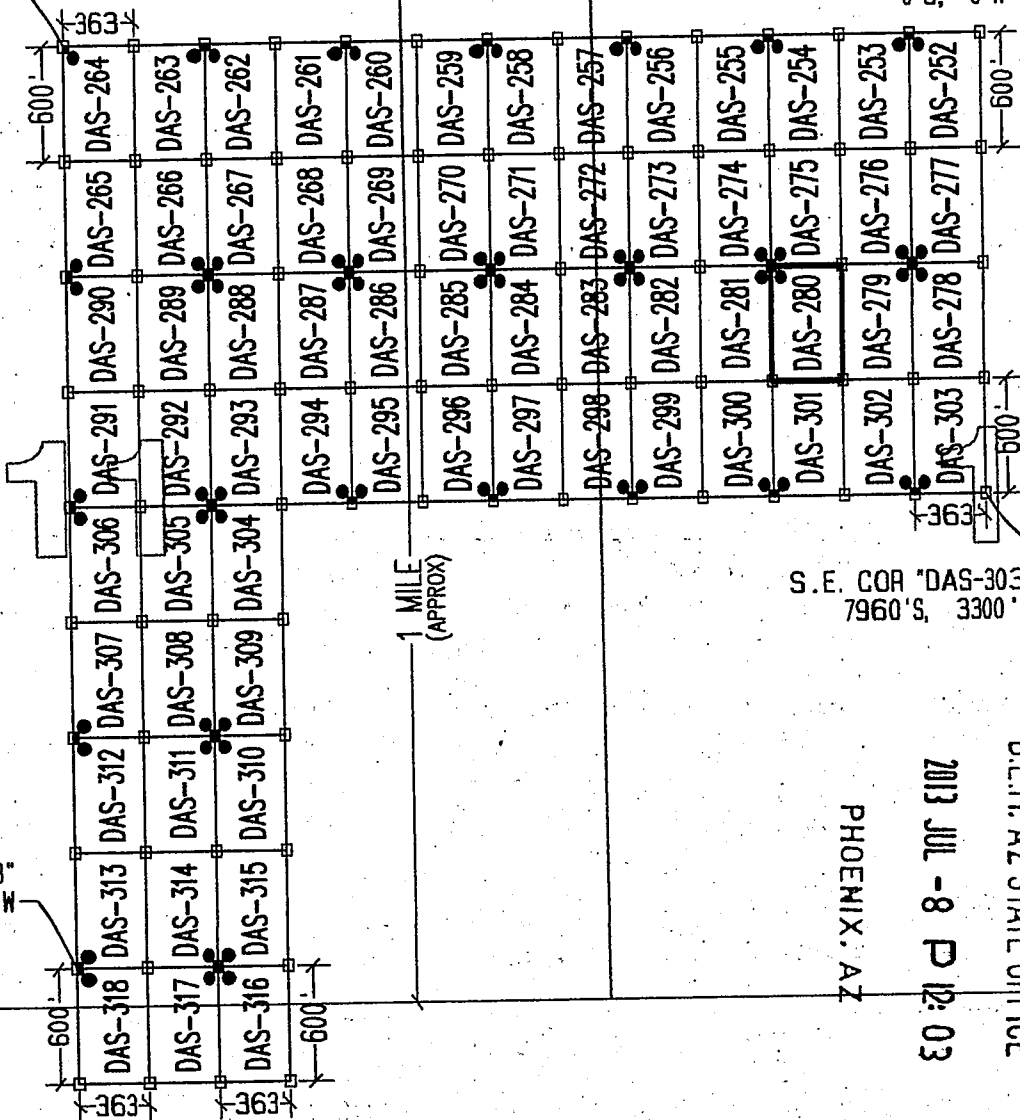 363
600'
DAS-264 DAS-263 DAS-262 DAS-261 DAS-260 DAS-259 DAS-258 DAS-257 DAS-256 DAS-255 DAS-254 DAS-253 DAS-252
600'
DAS-265 DAS-266 DAS-267 DAS-268 DAS-269 DAS-270 DAS-271 DAS-272 DAS-273 DAS-274 DAS-275 DAS-276 DAS-277
DAS-290 DAS-289 DAS-288 DAS-287 DAS-286 DAS-285 DAS-284 DAS-283 DAS-282 DAS-281 DAS-280 DAS-279 DAS-278
DAS-291 DAS-292 DAS-293 DAS-294 DAS-295 DAS-296 DAS-297 DAS-298 DAS-299 DAS-300 DAS-301 DAS-302 DAS-303
600'
11
1
363
DAS-306 DAS-305 DAS-304
1 MILE
(APPROX)
S.E. COR "DAS-303
7960'S, 3300'
DAS-307 DAS-308 DAS-309
DAS-312 DAS-311 DAS-310
AZ STATE OFFICE
2013 JUL -8 P 12:03
PHOENIX, AZ
DAS-313 DAS-314 DAS-315
DAS-318 DAS-317 DAS-316
600'
600'
363
363